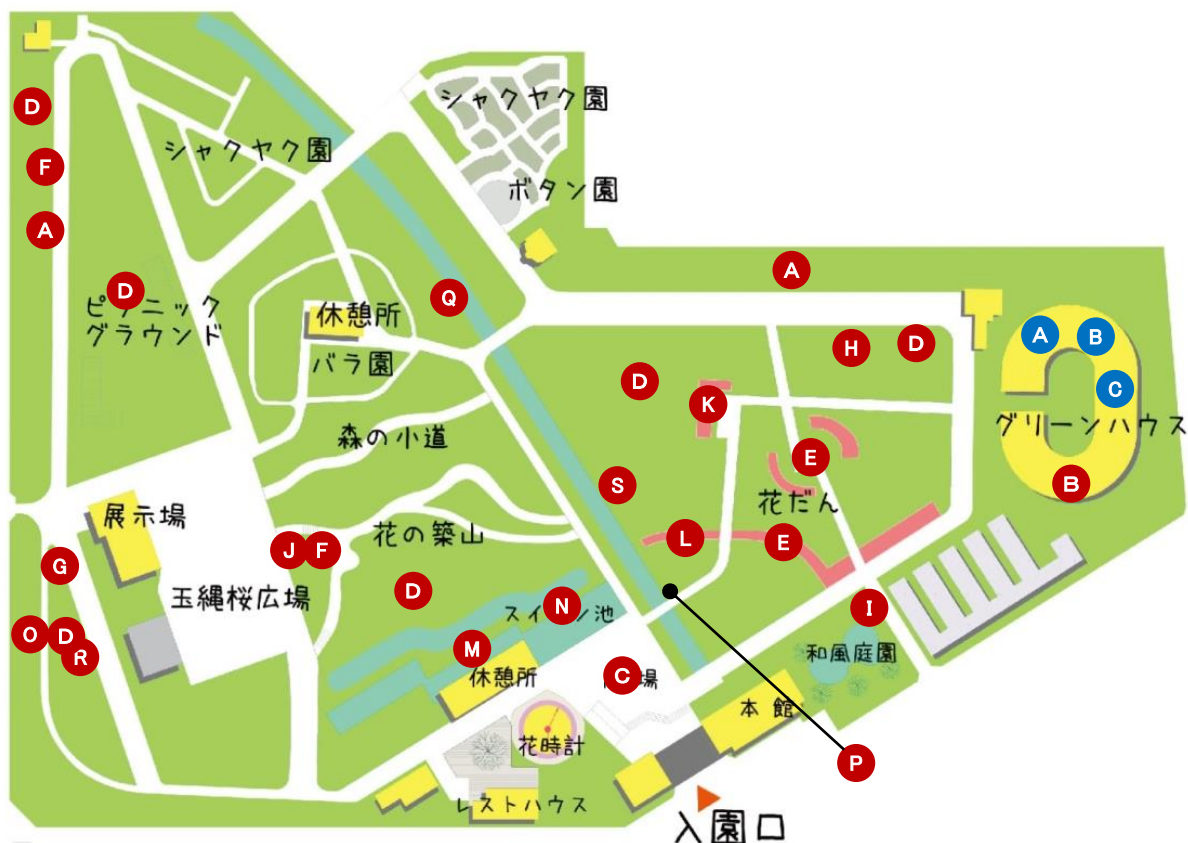 シャクヤク園
D
シャクヤク園
F
ボタン園
A
A
D
ピクニック
グラウンド
Q
休憩所
バラ園
H
D
A
B
C
D
K
グリーンハウス
森の小道
E
B
S
花だん
展示場
花の築山
L
E
J
F
G
玉縄桜広場
D
スイレン池
N
I
O
D
R
M
休憩所
C
場
和風庭園
本館
花時計
P
レストハウス
入園口